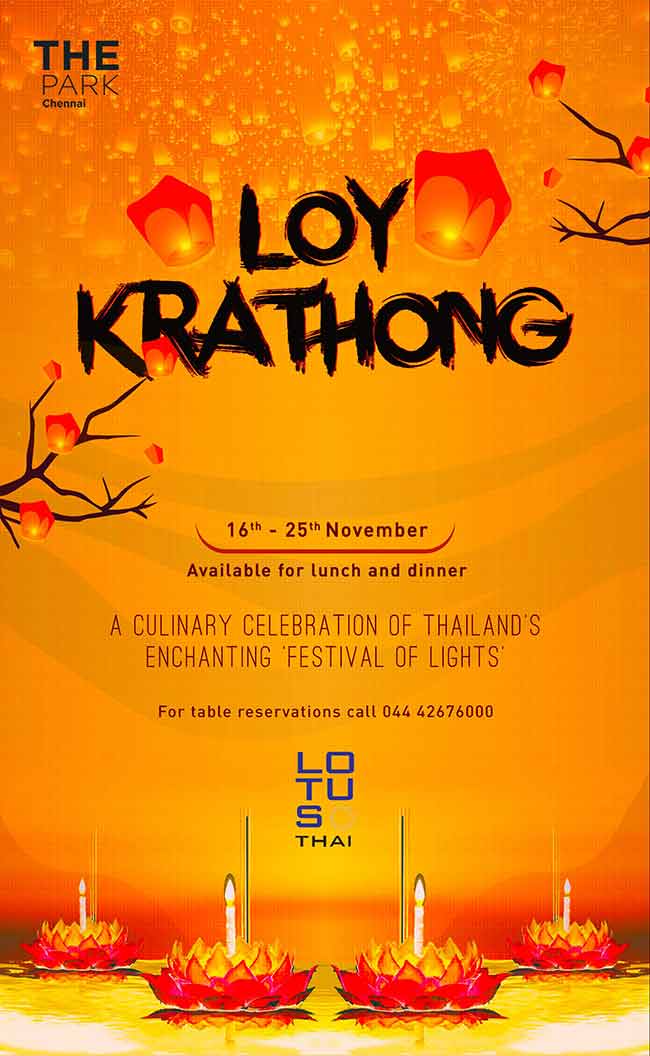 THE
PARK
Chennai
LOY
KRATHONG
16th - 25th November
Available for lunch and dinner
A CULINARY CELEBRATION OF THAILAND'S
ENCHANTING 'FESTIVAL OF LIGHTS'
For table reservations call 044 42676000
LO
TU
S
THAI